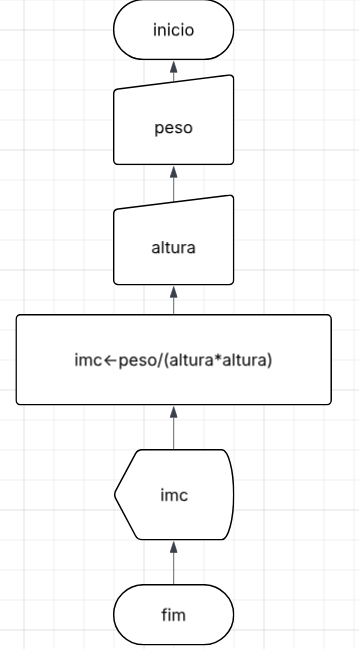 inicio
peso
altura
imc←peso/(altura*altura)
imc
fim